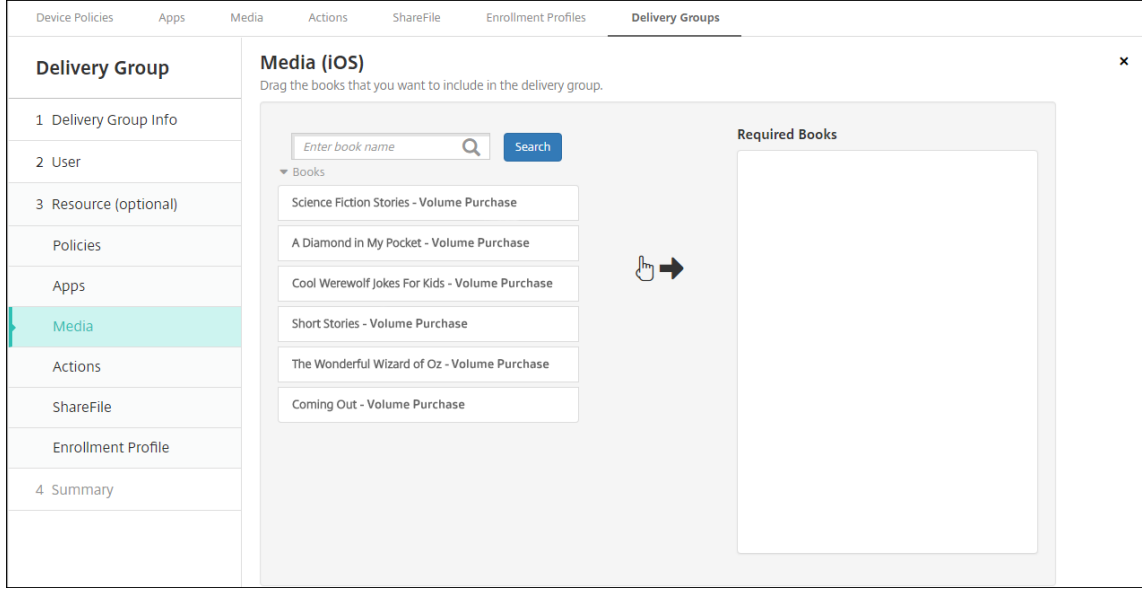 Device Policies Apps Media Actions ShareFile Enrollment Profiles Delivery Groups
Delivery Group
1 Delivery Group Info
2 User
3 Resource (optional)
Policies
Apps
Media
Actions
ShareFile
Enrollment Profile
4 Summary
Media (iOS)
Drag the books that you want to include in the delivery group.
Enter book name Search
Books
Science Fiction Stories - Volume Purchase
A Diamond in My Pocket - Volume Purchase
Cool Werewolf Jokes For Kids - Volume Purchase
Short Stories - Volume Purchase
The Wonderful Wizard of Oz - Volume Purchase
Coming Out - Volume Purchase
Required Books